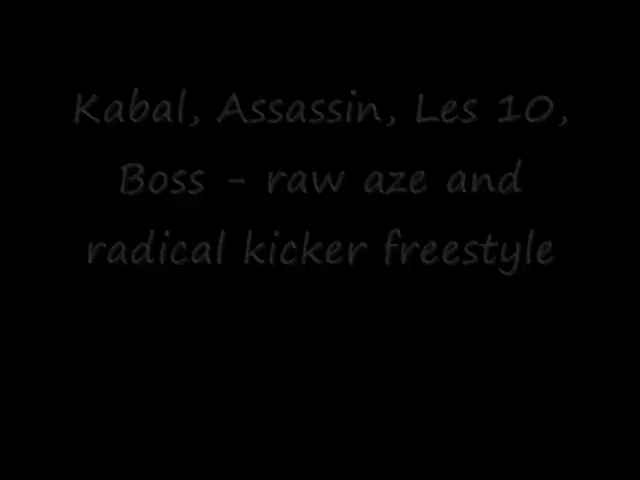 Kabal, Assassin, Les 10,
Boss - raw aze and
radical kicker freestyle